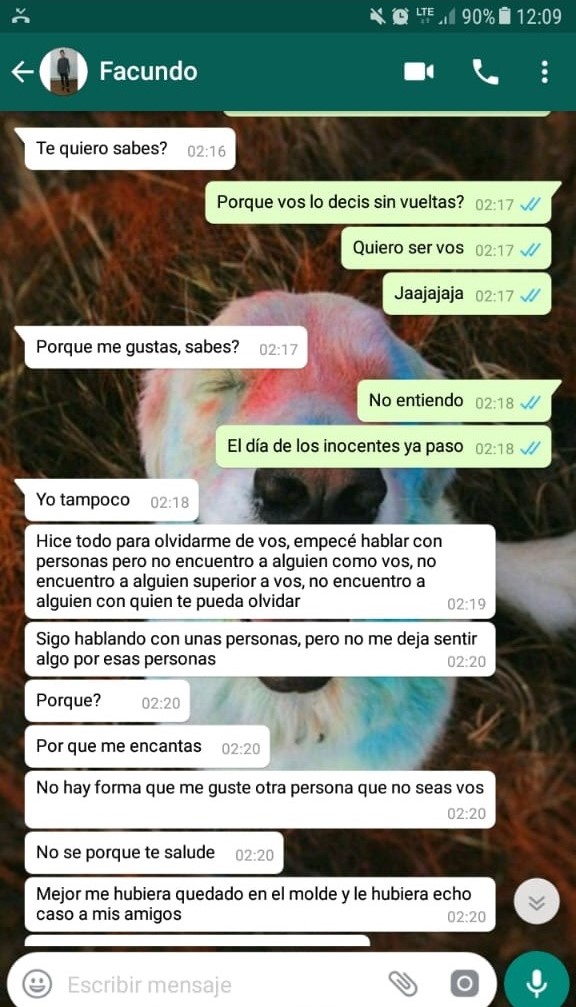 LTE 90% 12:09
Facundo
Te quiero sabes? 02:16
Porque vos lo decis sin vueltas? 02:17
Quiero ser vos 02:17
Jaajajaja 02:17
Porque me gustas, sabes? 02:17
No entiendo 02:18
El día de los inocentes ya paso 02:18
Yo tampoco 02:18
Hice todo para olvidarme de vos, empecé hablar con
personas pero no encuentro a alguien como vos, no
encuentro a alguien superior a vos, no encuentro a
alguien con quien te pueda olvidar
02:19
Sigo hablando con unas personas, pero no me deja sentir
algo por esas personas
02:20
Porque? 02:20
Por que me encantas 02:20
No hay forma que me guste otra persona que no seas vos
02:20
No se porque te salude 02:20
Mejor me hubiera quedado en el molde y le hubiera echo
caso a mis amigos
02:20
Escribir mensaje